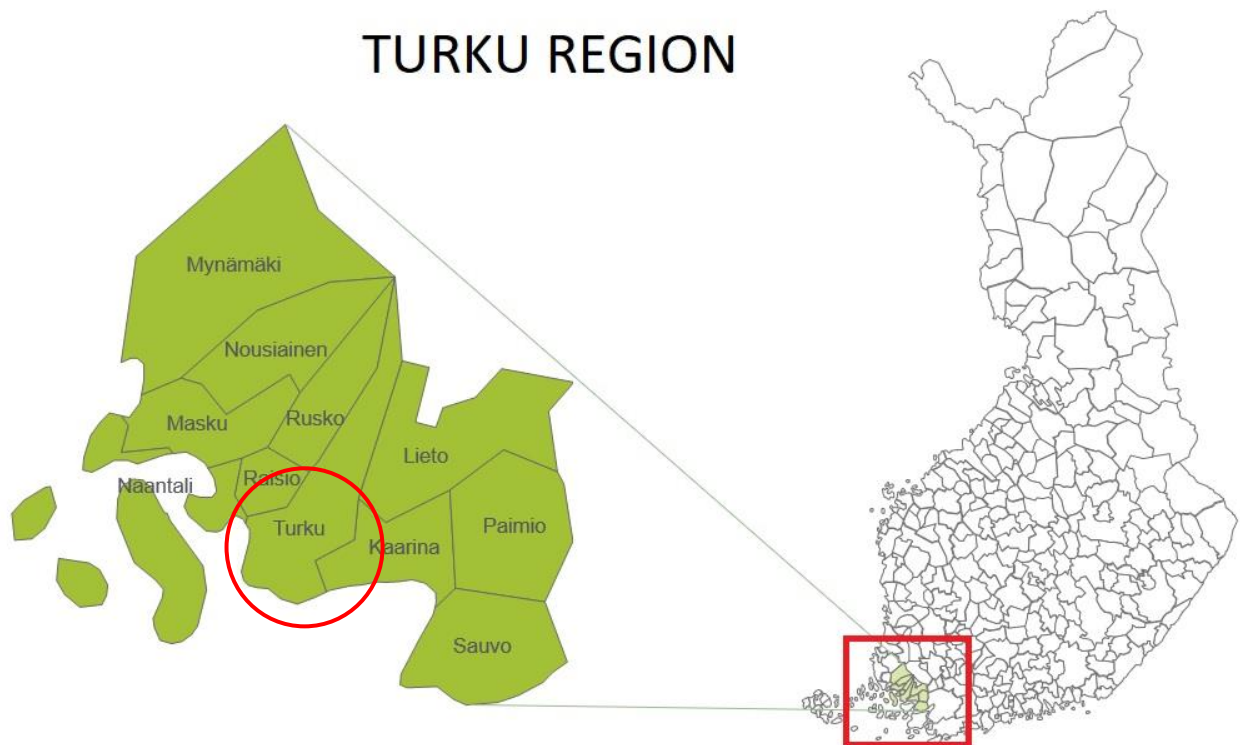 TURKU REGION
Mynämäki
Nousiainen
Masku
Rusko
Lieto
Raisio
Naantali
Turku
Kaarina
Paimio
Sauvo